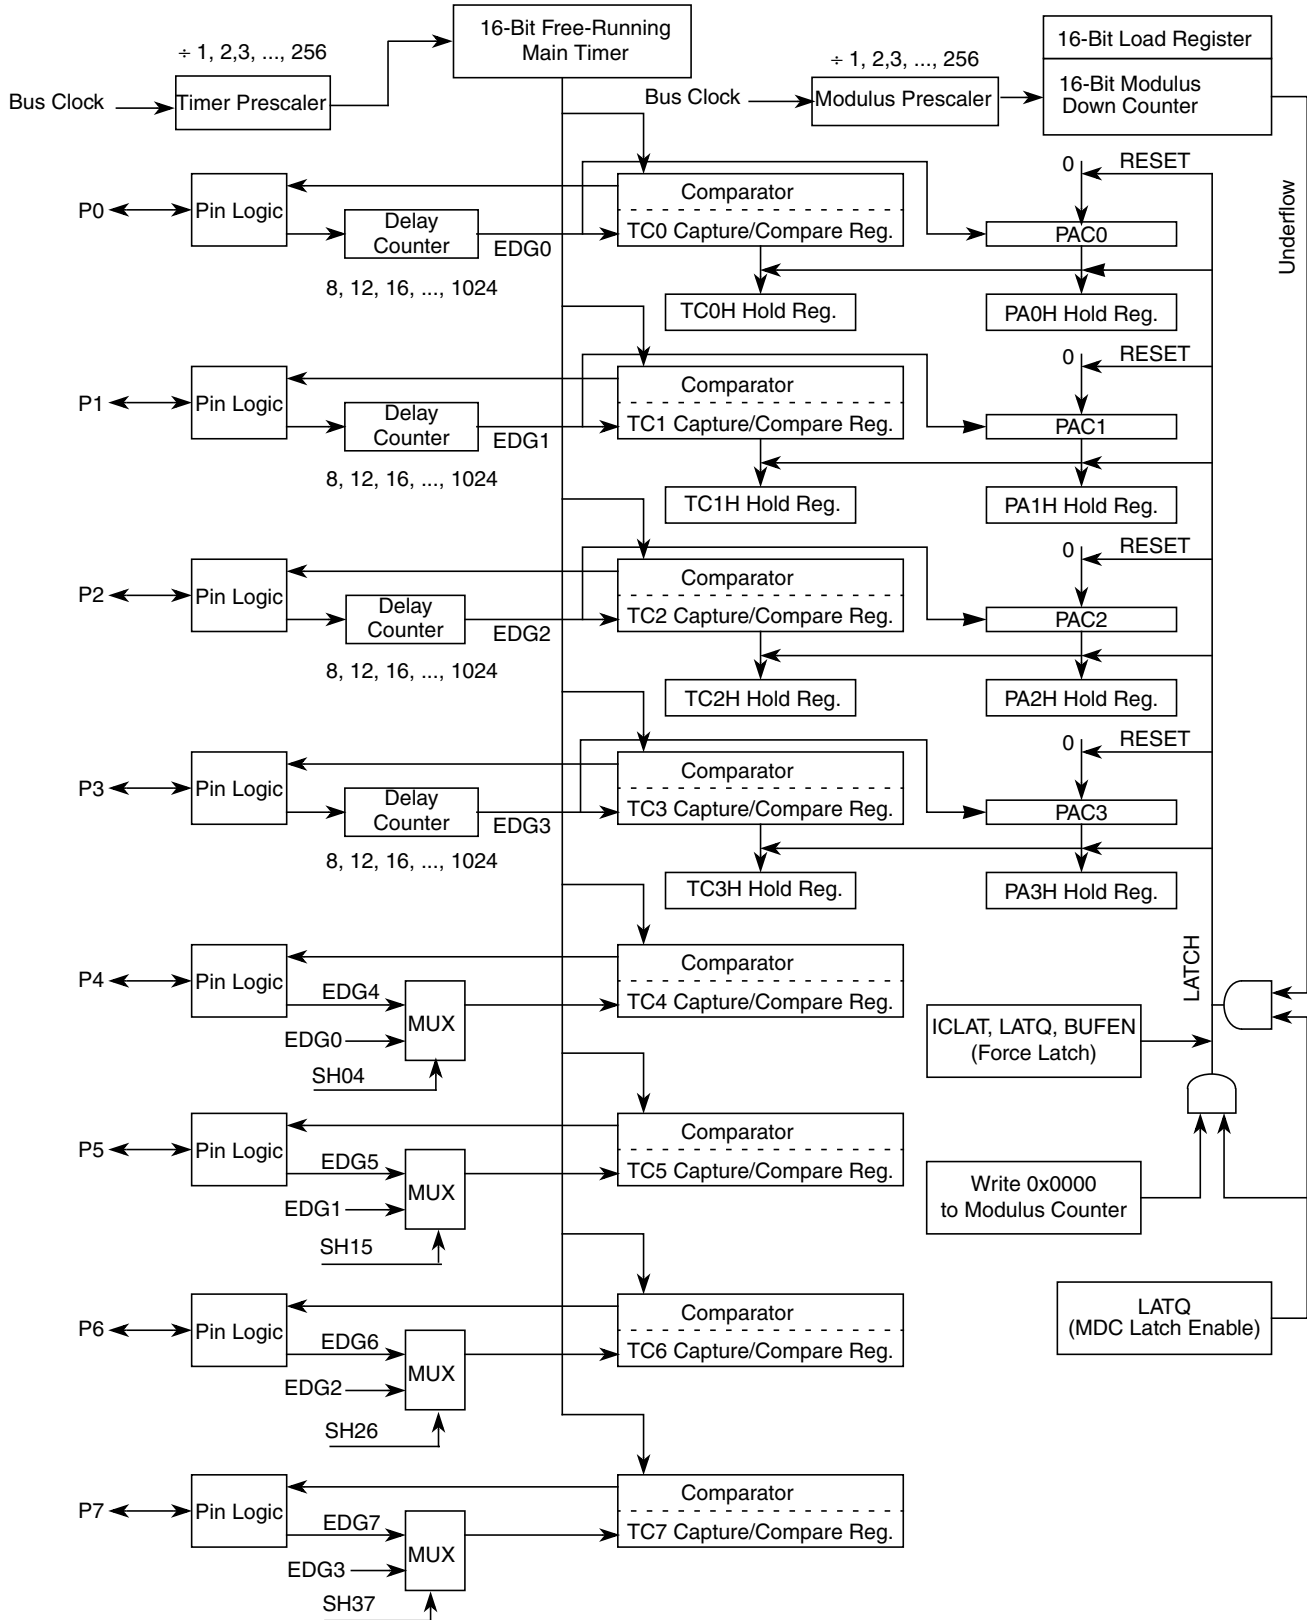 16-Bit Free-Running
Main Timer
÷ 1, 2,3, ..., 256
Bus Clock
Timer Prescaler
÷ 1, 2,3, ..., 256
Bus Clock
Modulus Prescaler
16-Bit Load Register
16-Bit Modulus
Down Counter
Underflow
P0
Pin Logic
Delay
Counter
EDG0
8, 12, 16, ..., 1024
Comparator
TC0 Capture/Compare Reg.
TC0H Hold Reg.
0
RESET
PAC0
PA0H Hold Reg.
P1
Pin Logic
Delay
Counter
EDG1
8, 12, 16, ..., 1024
Comparator
TC1 Capture/Compare Reg.
TC1H Hold Reg.
0
RESET
PAC1
PA1H Hold Reg.
P2
Pin Logic
Delay
Counter
EDG2
8, 12, 16, ..., 1024
Comparator
TC2 Capture/Compare Reg.
TC2H Hold Reg.
0
RESET
PAC2
PA2H Hold Reg.
P3
Pin Logic
Delay
Counter
EDG3
8, 12, 16, ..., 1024
Comparator
TC3 Capture/Compare Reg.
TC3H Hold Reg.
0
RESET
PAC3
PA3H Hold Reg.
LATCH
P4
Pin Logic
EDG4
EDG0
MUX
SH04
Comparator
TC4 Capture/Compare Reg.
ICLAT, LATQ, BUFEN
(Force Latch)
P5
Pin Logic
EDG5
EDG1
MUX
SH15
Comparator
TC5 Capture/Compare Reg.
Write 0x0000
to Modulus Counter
P6
Pin Logic
EDG6
EDG2
MUX
SH26
Comparator
TC6 Capture/Compare Reg.
LATQ
(MDC Latch Enable)
P7
Pin Logic
EDG7
EDG3
MUX
SH37
Comparator
TC7 Capture/Compare Reg.